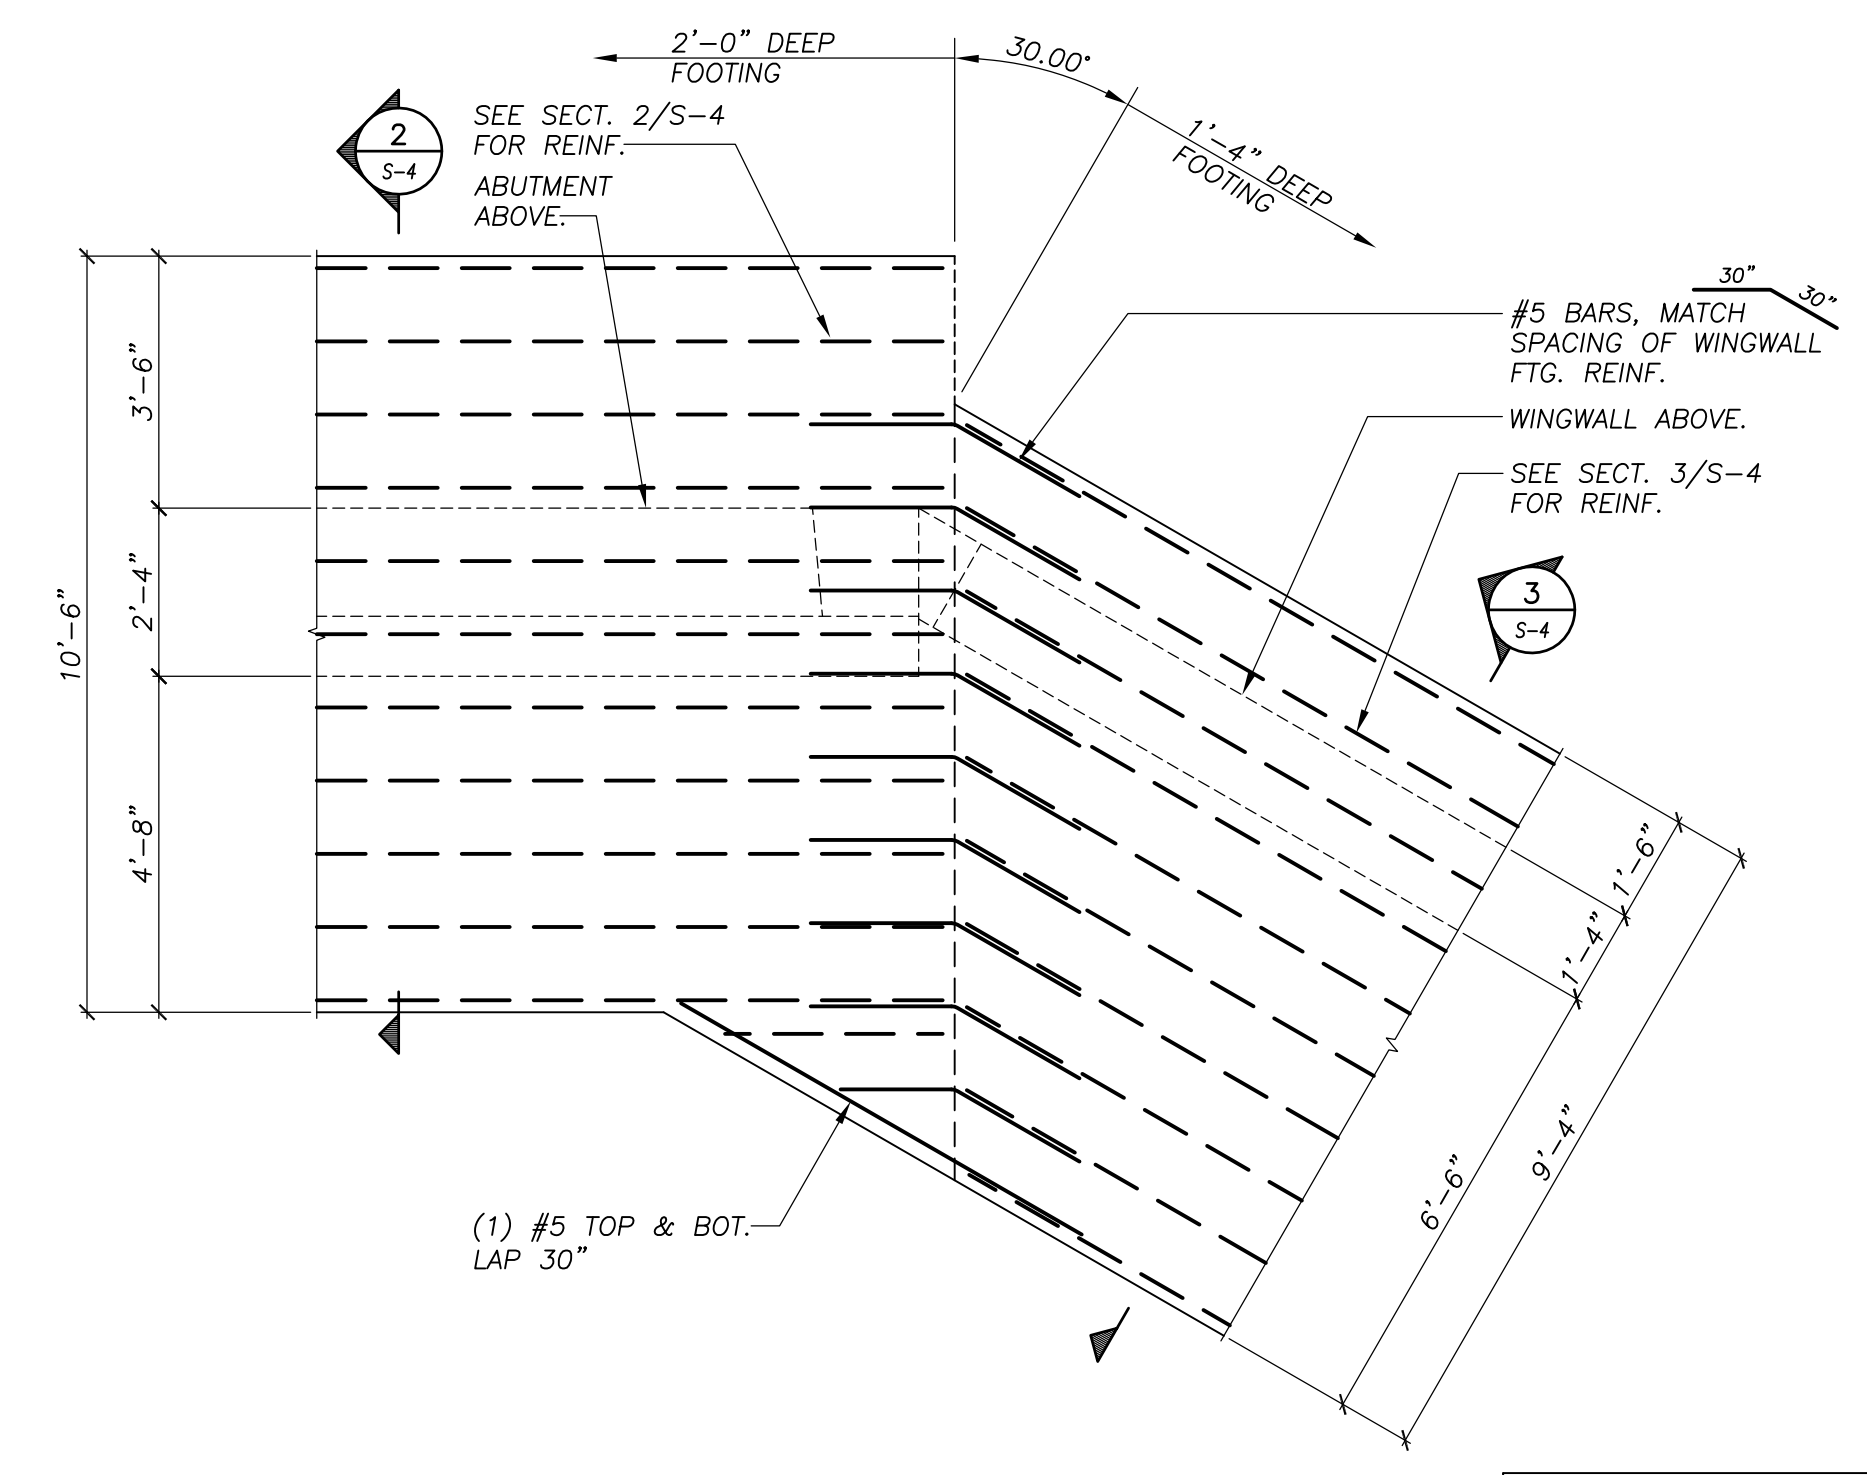 2'-0" DEEP
FOOTING
30.00°
1'-4" DEEP
FOOTING
2
S-4
SEE SECT. 2/S-4
FOR REINF.
ABUTMENT
ABOVE.
30"
30"
#5 BARS, MATCH
SPACING OF WINGWALL
FTG. REINF.
WINGWALL ABOVE.
SEE SECT. 3/S-4
FOR REINF.
3
S-4
10'-6"
3'-6"
2'-4"
4'-8"
1'-6"
1'-4"
6'-6"
9'-4"
(1) #5 TOP & BOT.
LAP 30"